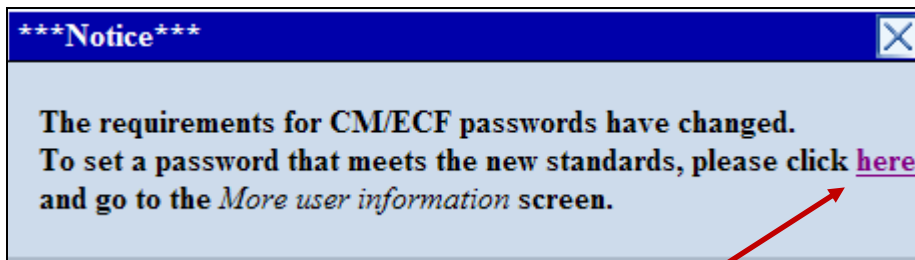 ***Notice***
The requirements for CM/ECF passwords have changed.
To set a password that meets the new standards, please click here
and go to the More user information screen.